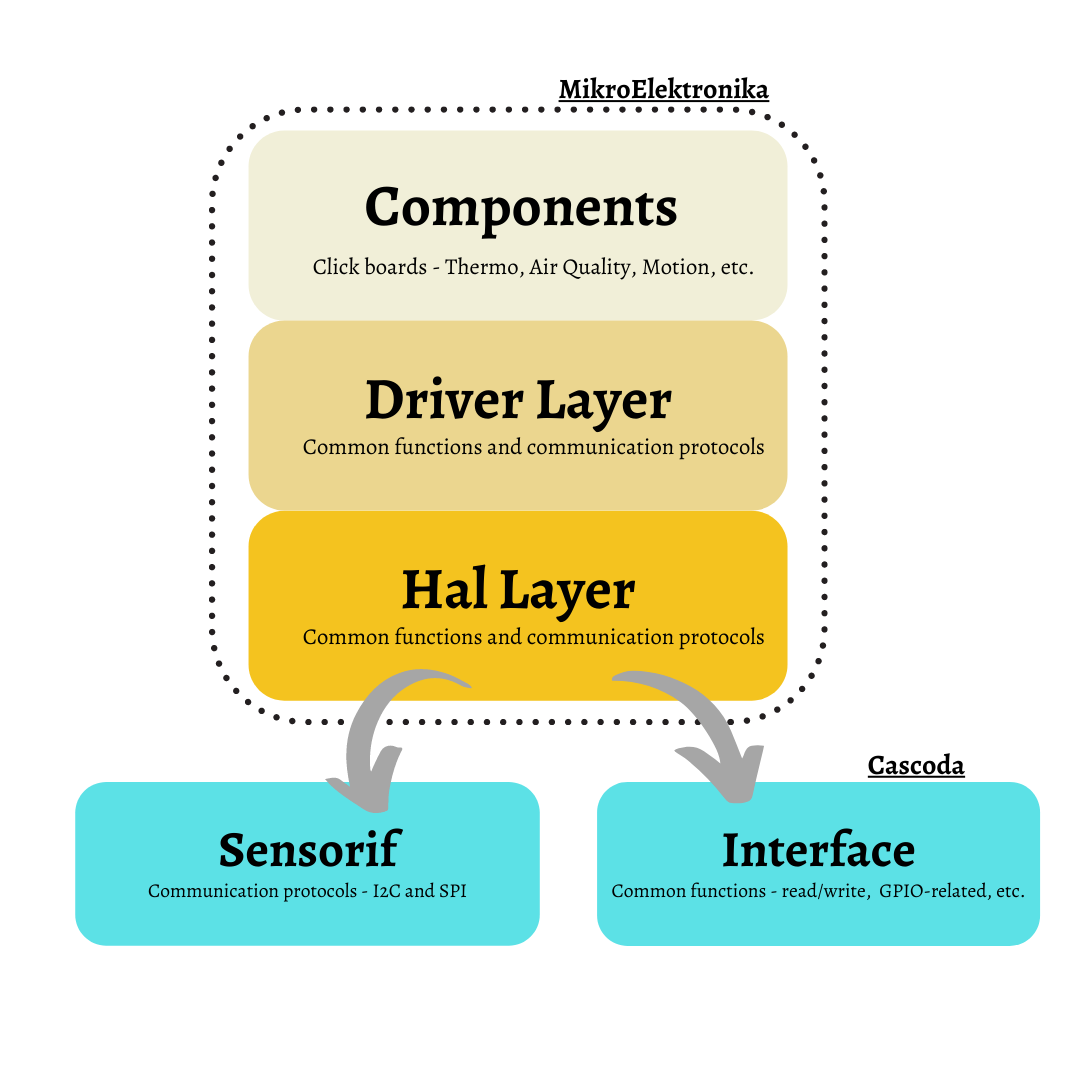 MikroElektronika
Components
Click boards - Thermo, Air Quality, Motion, etc.
Driver Layer
Common functions and communication protocols
Hal Layer
Common functions and communication protocols
Cascoda
Sensorif
Communication protocols - I2C and SPI
Interface
Common functions - read/write, GPIO-related, etc.